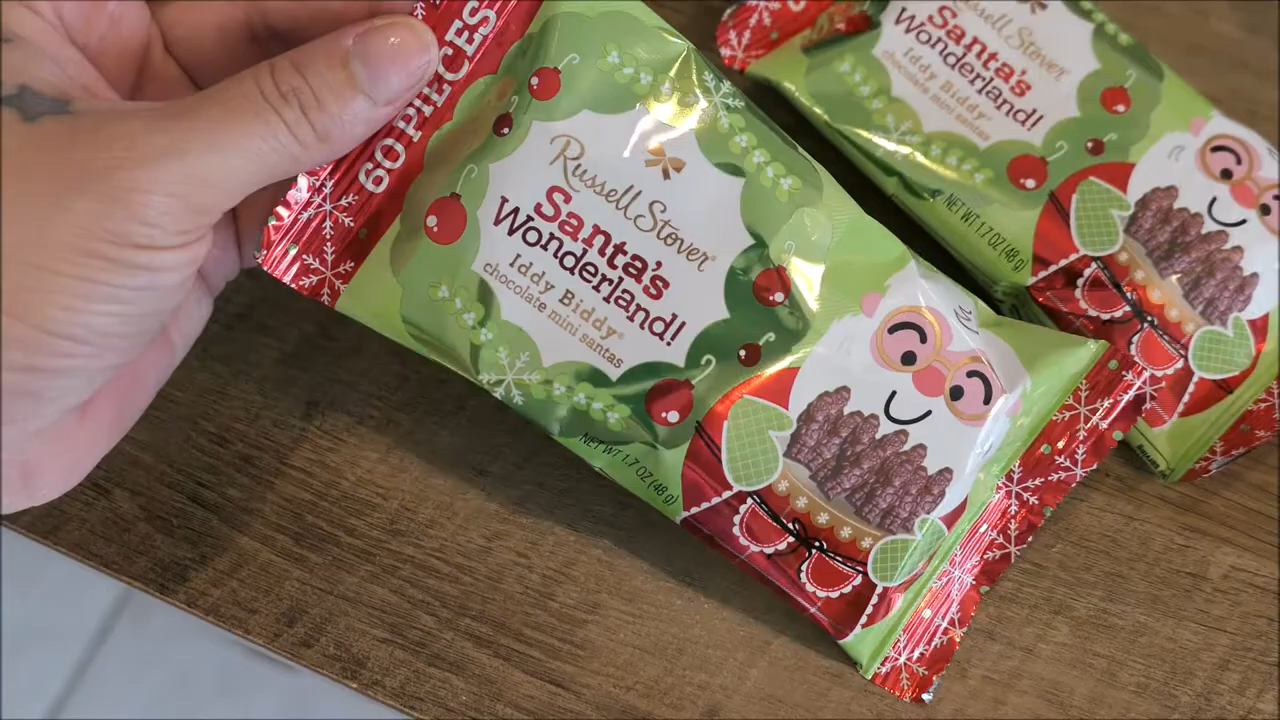 60 PIECES
Russell Stover®
Santa's
Wonderland!
Iddy Biddy®
chocolate mini santas
NET WT 1.7 OZ (48 g)
Russell Stover®
Santa's
Wonderland!
Iddy Biddy®
chocolate mini santas
NET WT 1.7 OZ (48 g)